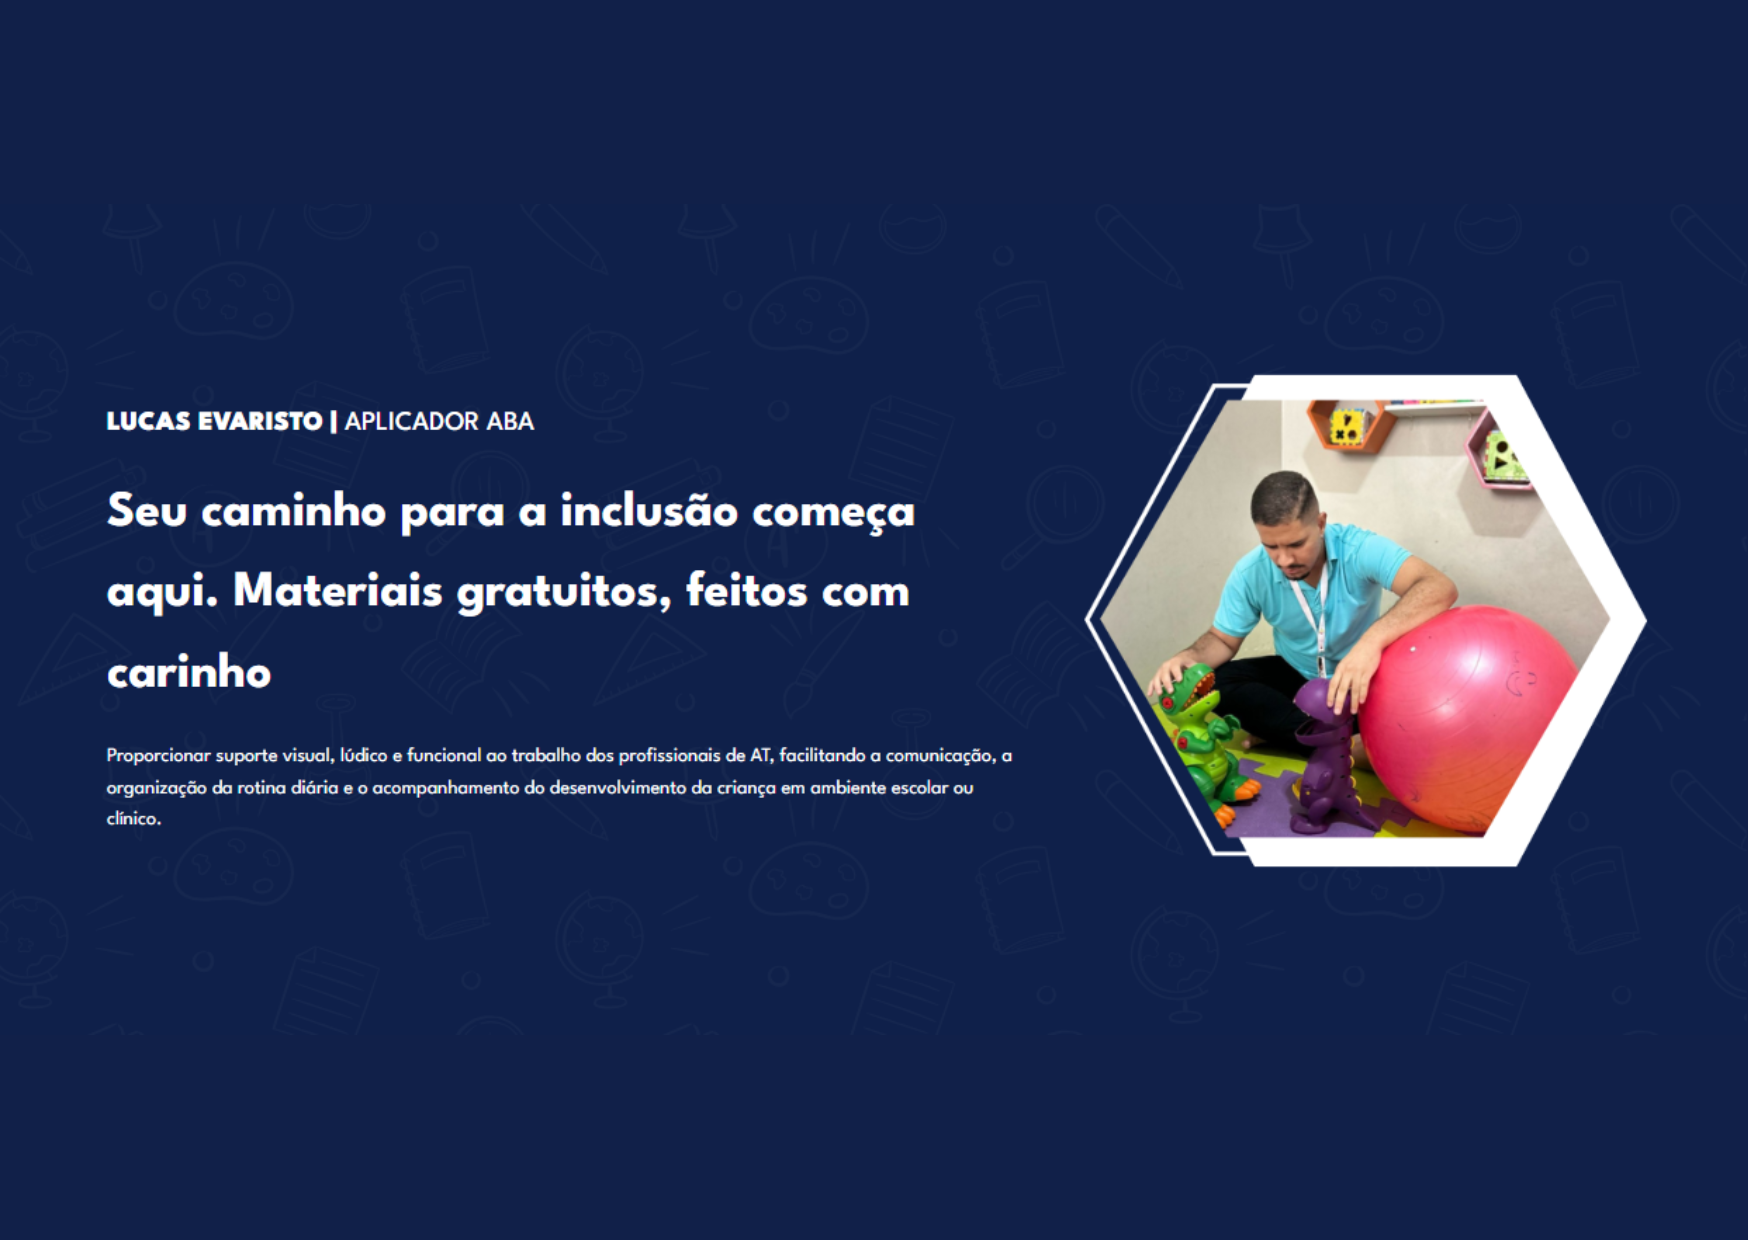 LUCAS EVARISTO | APLICADOR ABA
Seu caminho para a inclusão começa
aqui. Materiais gratuitos, feitos com
carinho
Proporcionar suporte visual, lúdico e funcional ao trabalho dos profissionais de AT, facilitando a comunicação, a
organização da rotina diária e o acompanhamento do desenvolvimento da criança em ambiente escolar ou
clínico.